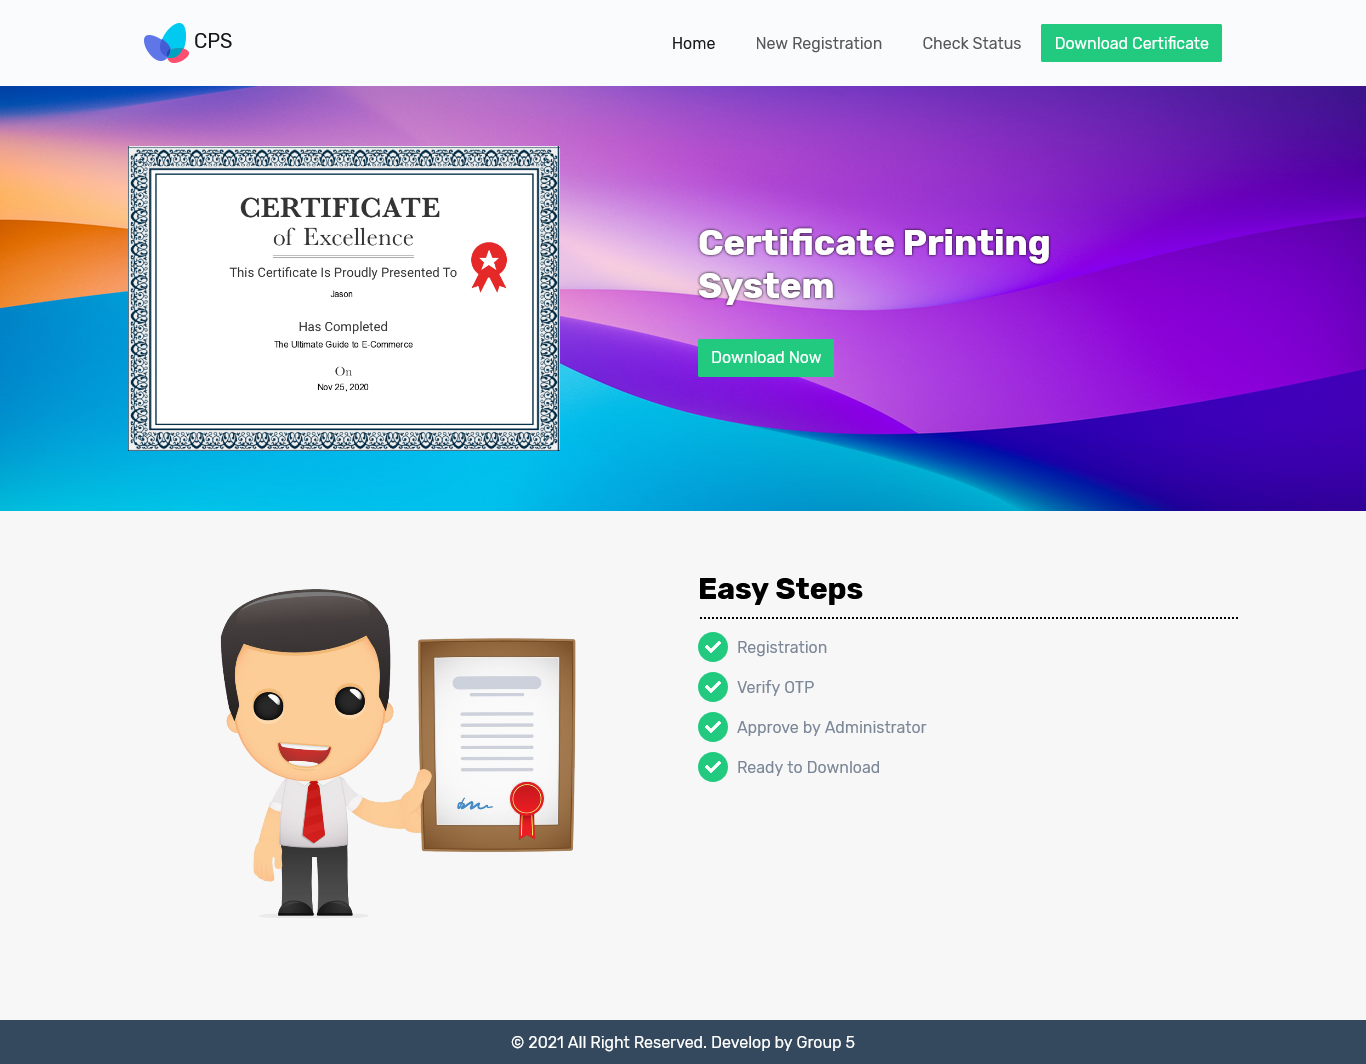 CPS
Home
New Registration
Check Status
Download Certificate
CERTIFICATE
of Excellence
This Certificate Is Proudly Presented To
Jason
Has Completed
The Ultimate Guide to E-Commerce
On
Nov 25, 2020
Certificate Printing
System
Download Now
Easy Steps
Registration
Verify OTP
Approve by Administrator
Ready to Download
© 2021 All Right Reserved. Develop by Group 5